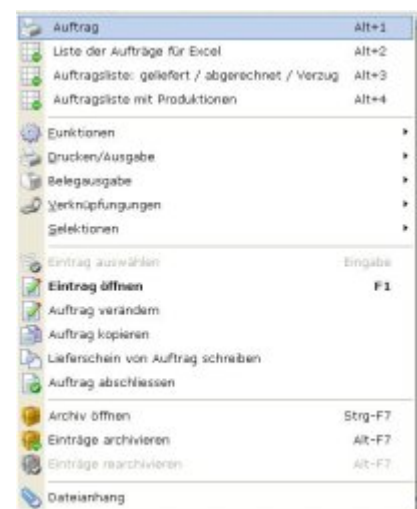 Auftrag Alt+1
Liste der Aufträge für Excel Alt+2
Auftragsliste: geliefert / abgerechnet / Verzug Alt+3
Auftragsliste mit Produktionen Alt+4
Funktionen
Drucken/Ausgabe
Belegausgabe
Verknüpfungungen
Selektionen
Eintrag auswählen Eingabe
Eintrag öffnen F1
Auftrag verändern
Auftrag kopieren
Lieferschein von Auftrag schreiben
Auftrag abschliessen
Archiv öffnen Strg-F7
Einträge archivieren Alt-F7
Einträge rearchivieren Alt-F7
Dateianhang